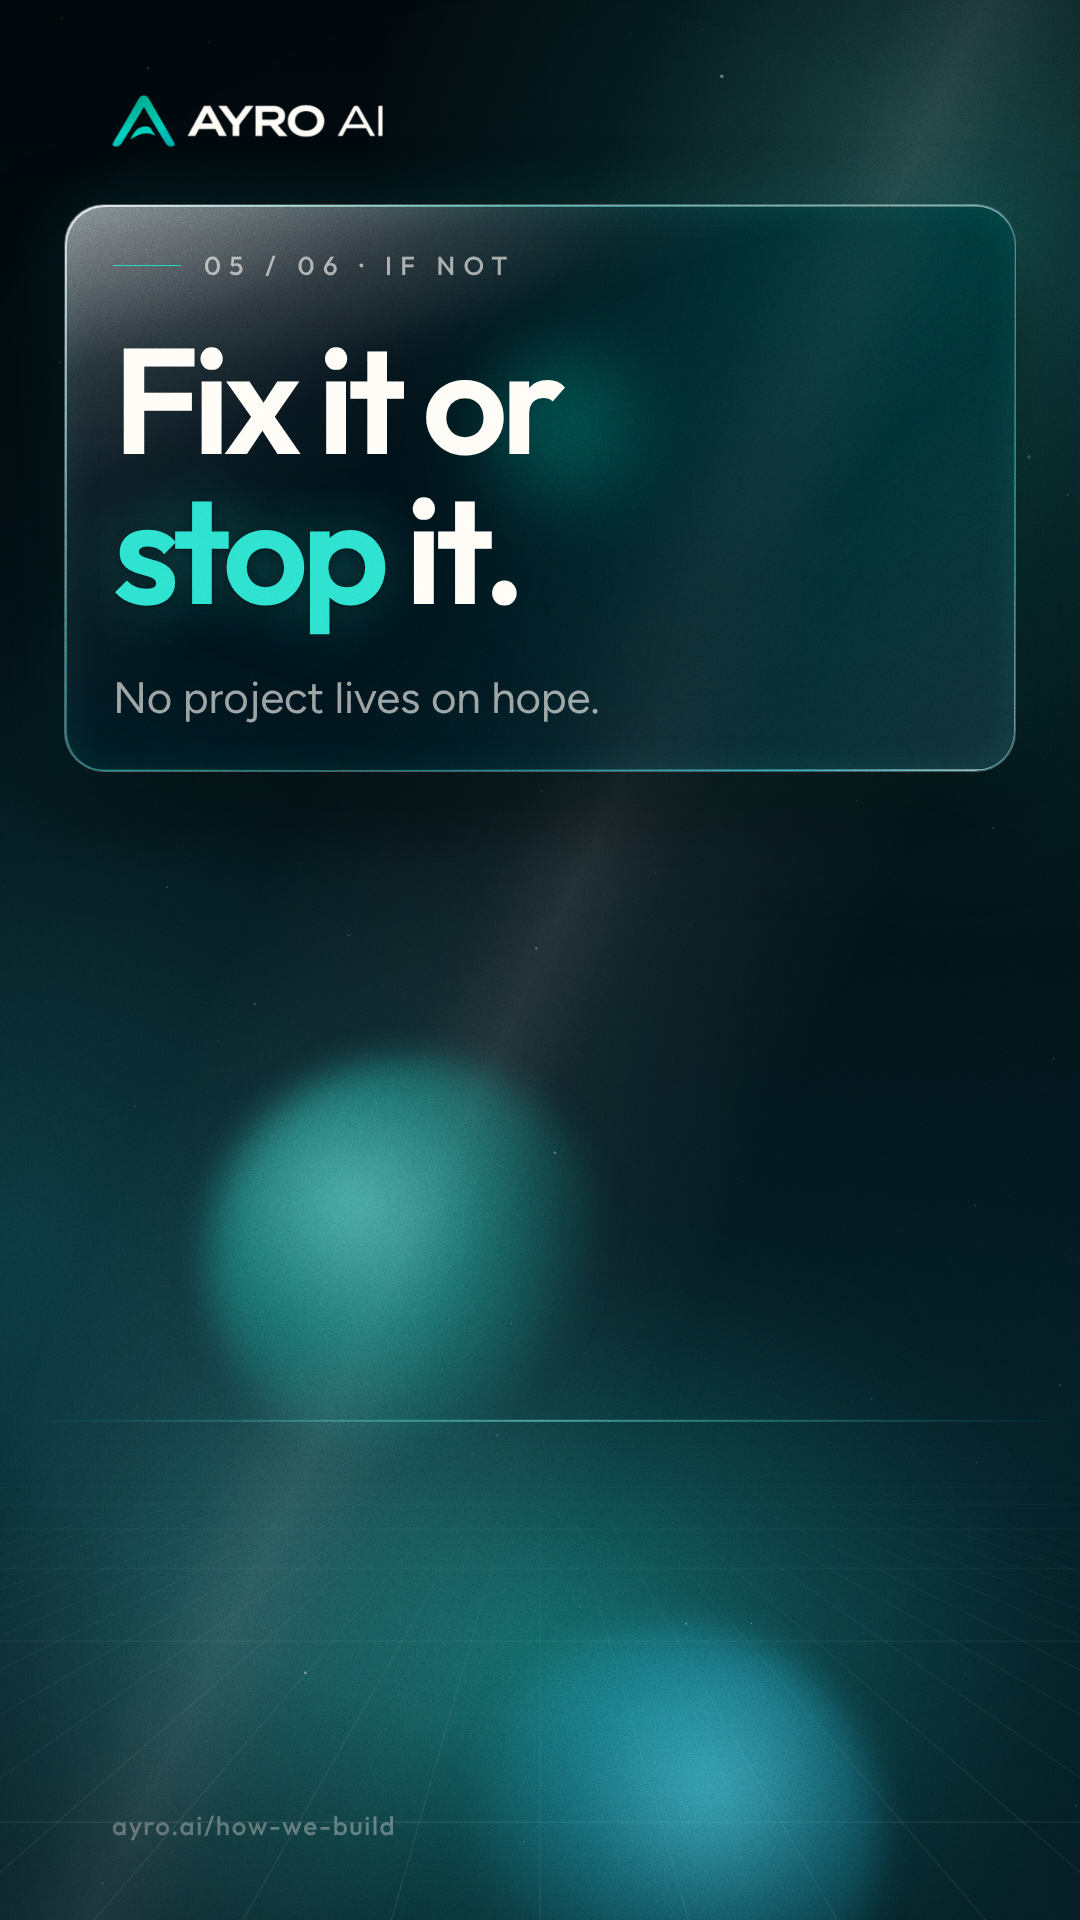 AYRO AI
05 / 06 · IF NOT
Fix it or
stop it.
No project lives on hope.
ayro.ai/how-we-build